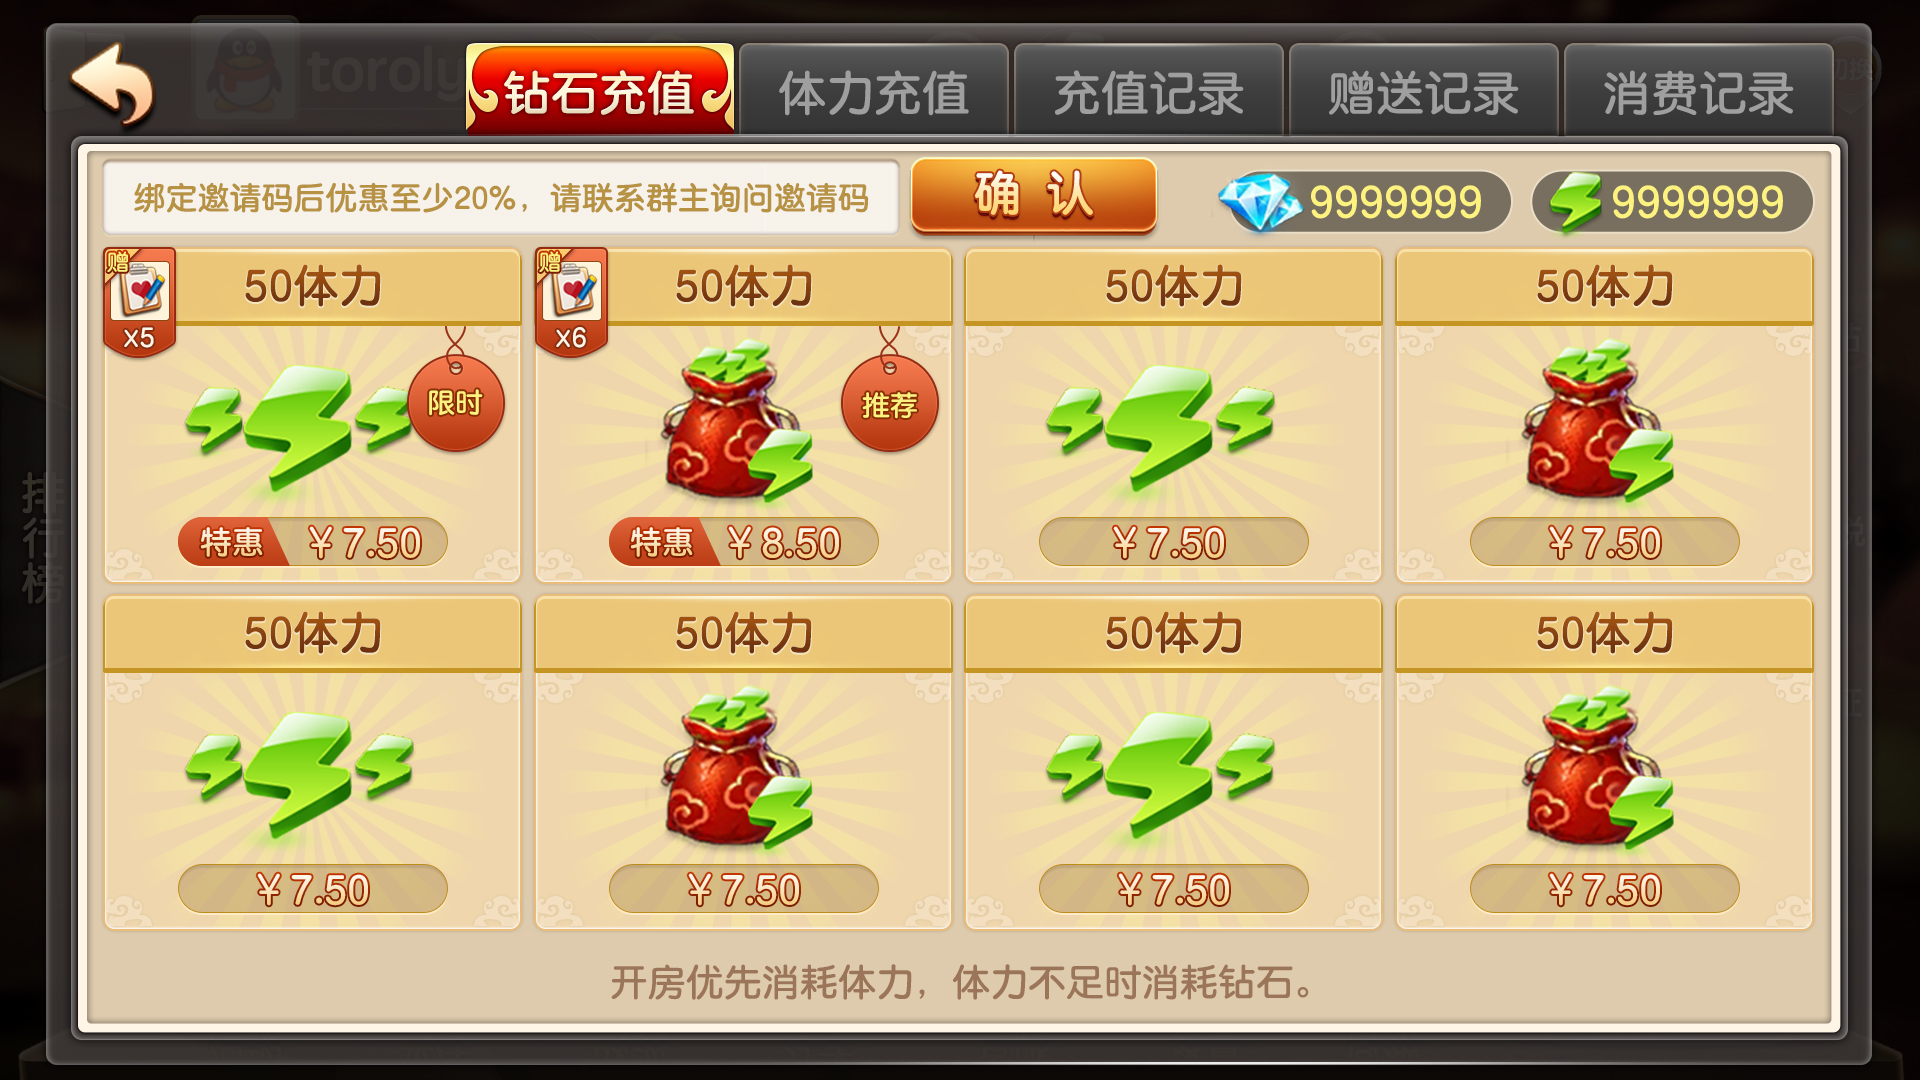 toroly
钻石充值
体力充值
充值记录
赠送记录
消费记录
切换
绑定邀请码后优惠至少20%，请联系群主询问邀请码
确 认
9999999
9999999
赠
X5
50体力
限时
特惠
￥7.50
赠
X6
50体力
推荐
特惠
￥8.50
50体力
￥7.50
50体力
￥7.50
50体力
￥7.50
50体力
￥7.50
50体力
￥7.50
50体力
￥7.50
排行榜
开房优先消耗体力，体力不足时消耗钻石。